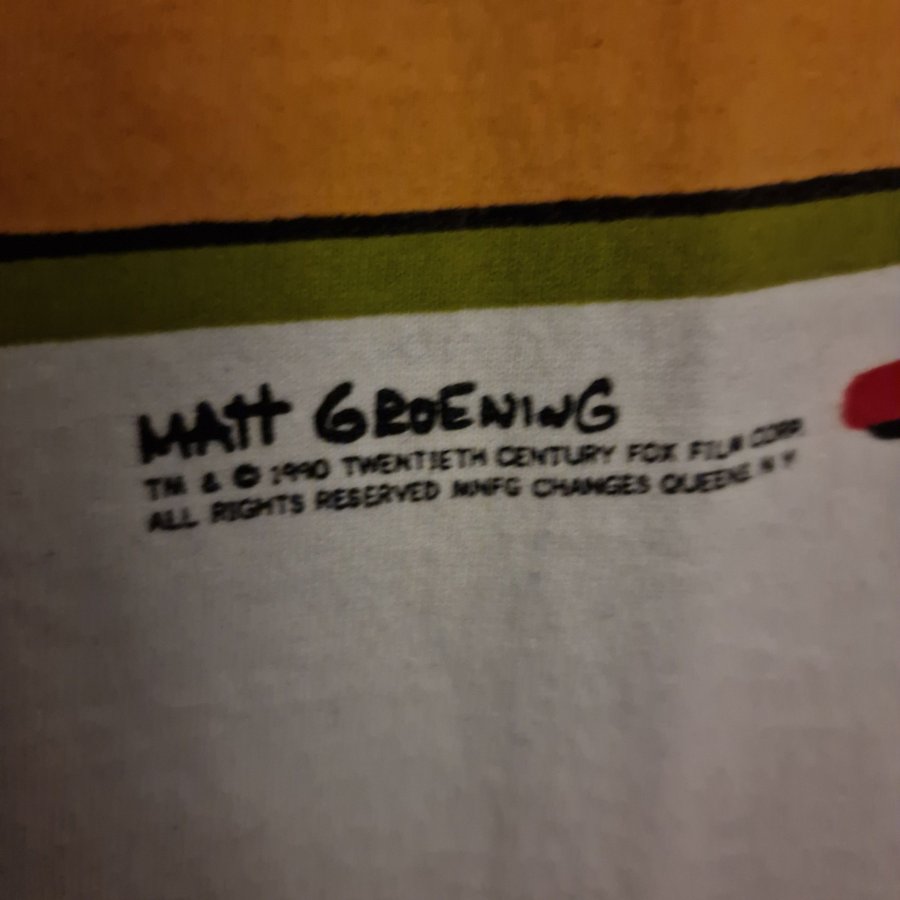 MATT GROENING
TM & © 1990 TWENTIETH CENTURY FOX FILM CORP.
ALL RIGHTS RESERVED MNFG CHANGES QUEENS N Y